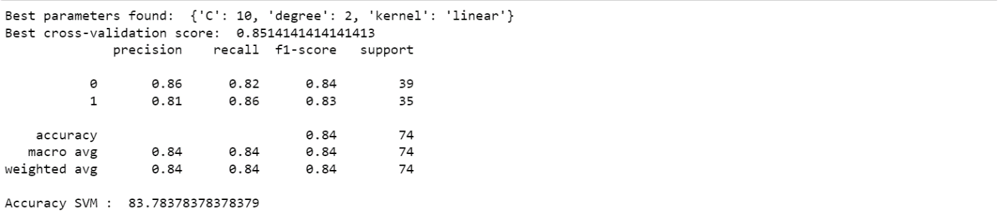 Best parameters found:  {'C': 10, 'degree': 2, 'kernel': 'linear'}
Best cross-validation score:  0.8514141414141413
              precision    recall  f1-score   support

           0       0.86      0.82      0.84        39
           1       0.81      0.86      0.83        35

    accuracy                           0.84        74
   macro avg       0.84      0.84      0.84        74
weighted avg       0.84      0.84      0.84        74

Accuracy SVM :  83.78378378378379